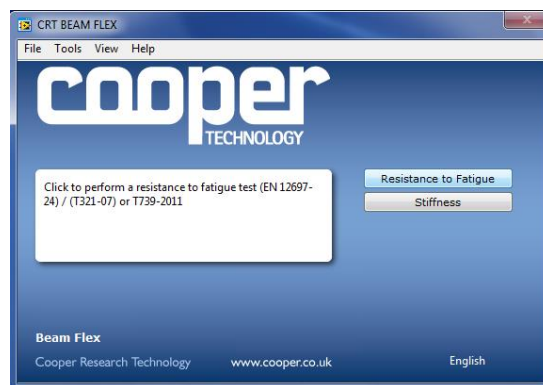 CRT BEAM FLEX
File Tools View Help
cooper
TECHNOLOGY
Click to perform a resistance to fatigue test (EN 12697-
24) / (T321-07) or T739-2011
Resistance to Fatigue
Stiffness
Beam Flex
Cooper Research Technology www.cooper.co.uk English